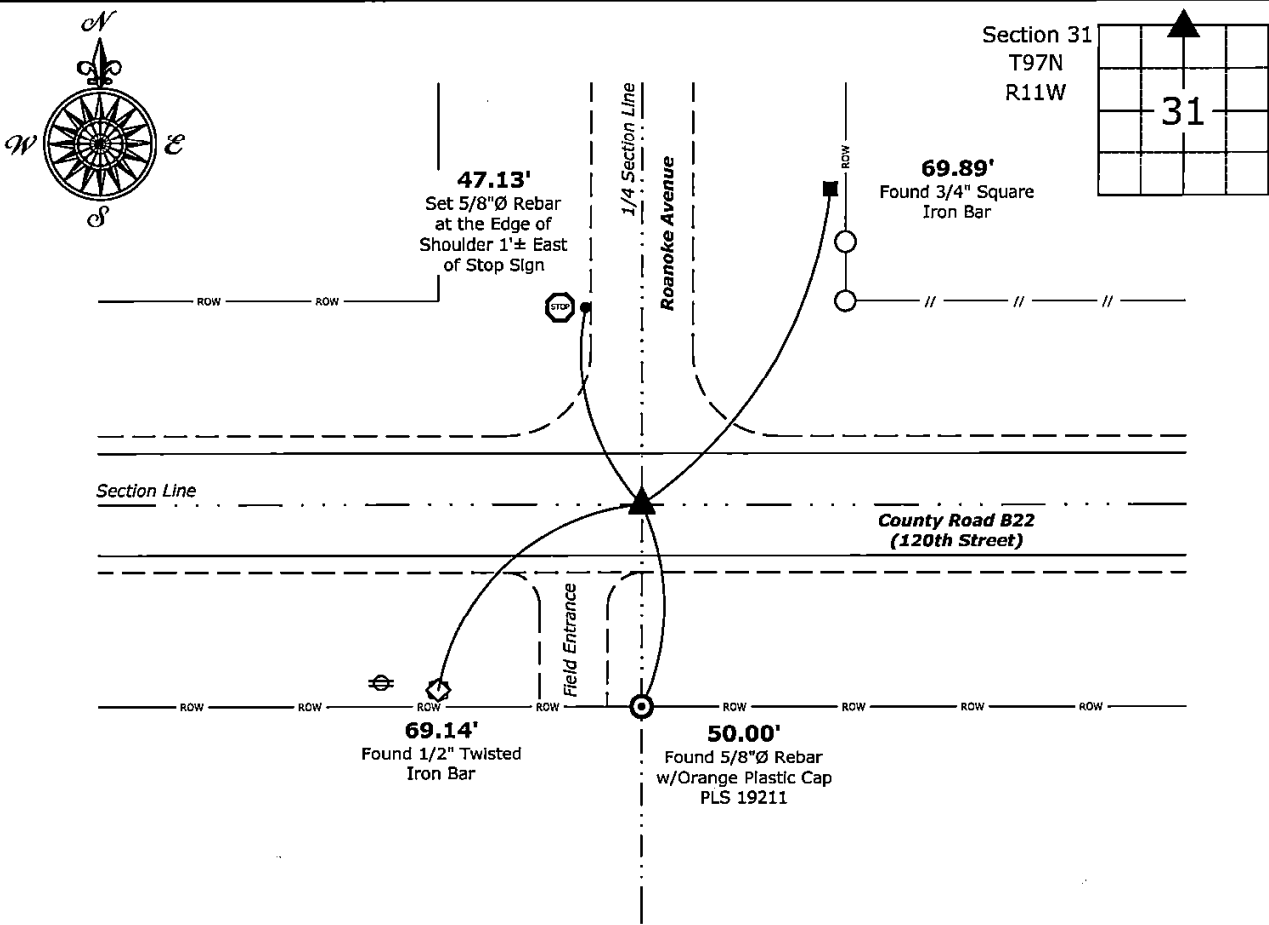 N
W
E
S
Section 31
T97N
R11W
31
47.13'
Set 5/8"Ø Rebar
at the Edge of
Shoulder 1'± East
of Stop Sign
1/4 Section Line
Roanoke Avenue
ROW
69.89'
Found 3/4" Square
Iron Bar
ROW
ROW
STOP
Section Line
County Road B22
(120th Street)
Field Entrance
ROW
ROW
ROW
ROW
ROW
ROW
ROW
ROW
69.14'
Found 1/2" Twisted
Iron Bar
50.00'
Found 5/8"Ø Rebar
w/Orange Plastic Cap
PLS 19211